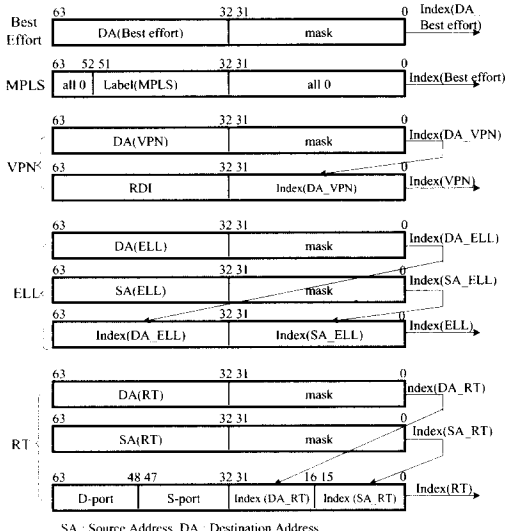 63 32 31 0 Index(DA_
Best Effort DA(Best effort) mask Best effort)
63 52 51 32 31 0
MPLS all 0 Label(MPLS) all 0 Index(Best effort)
63 32 31 0
DA(VPN) mask Index(DA_VPN)
VPN
63 32 31 0
RDI Index(DA_VPN) Index(VPN)
63 32 31 0
DA(ELL) mask Index(DA_ELL)
63 32 31 0
ELL SA(ELL) mask Index(SA_ELL)
63 32 31 0
Index(DA_ELL) Index(SA_ELL) Index(ELL)
63 32 31 0
DA(RT) mask Index(DA_RT)
63 32 31 0
RT SA(RT) mask Index(SA_RT)
63 48 47 32 31 16 15 0
D-port S-port Index (DA_RT) Index (SA_RT) Index(RT)
SA : Source Address, DA : Destination Address